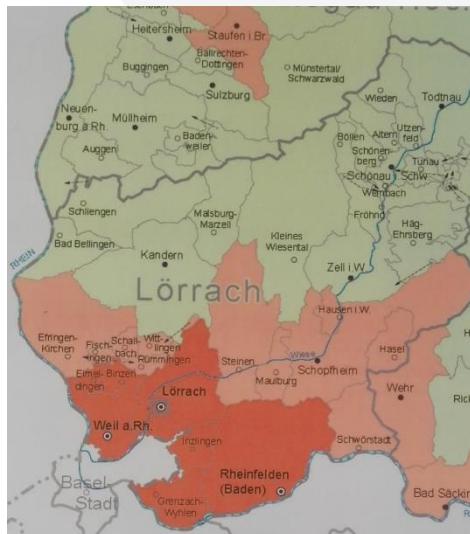 Heitersheim
Staufen i.Br
Ballrechten-
Dottingen
Buggingen
Münstertal/
Schwarzwald
Sulzburg
Wieden
Todtnau
Neuen-
burg a.Rh.
Müllheim
Baden-
weiler
Auggen
Böllen
Aitern
Utzen-
feld
Schönen-
berg
Tunau
Schönau
Schw.
Wembach
Fröhnd
Schliengen
Malsburg-
Marzell
Häg-
Ehrsberg
Bad Bellingen
Kleines
Wiesental
RHEIN
Kandern
Zell i.W.
Lörrach
Hausen i.W.
Efringen-
Kirchen
Fisch-
ingen
Schall-
bach
Witt-
lingen
Rümmingen
Steinen
Wiese
Hasel
Eimel-
dingen
Binzen
Maulburg
Schopfheim
Lörrach
Wehr
Weil a.Rh.
Inzlingen
Schwörstadt
Rheinfelden
(Baden)
Basel-
Stadt
Grenzach-
Wyhlen
Bad Säckin